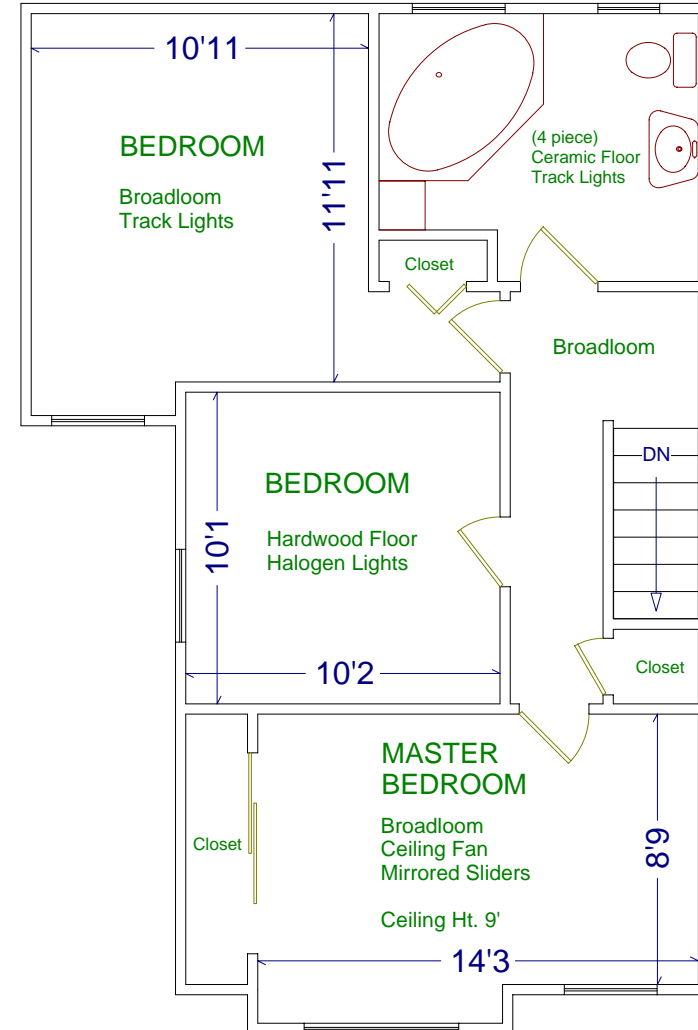 10'11
BEDROOM
Broadloom
Track Lights
11'11
(4 piece)
Ceramic Floor
Track Lights
Closet
Broadloom
DN
BEDROOM
Hardwood Floor
Halogen Lights
10'1
10'2
Closet
MASTER
BEDROOM
Broadloom
Ceiling Fan
Mirrored Sliders
Ceiling Ht. 9'
Closet
8'9
14'3